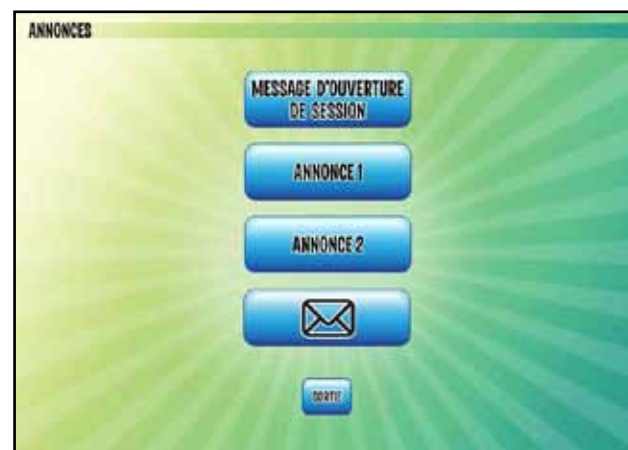 ANNONCES
MESSAGE D'OUVERTURE
DE SESSION
ANNONCE 1
ANNONCE 2
SORTIE